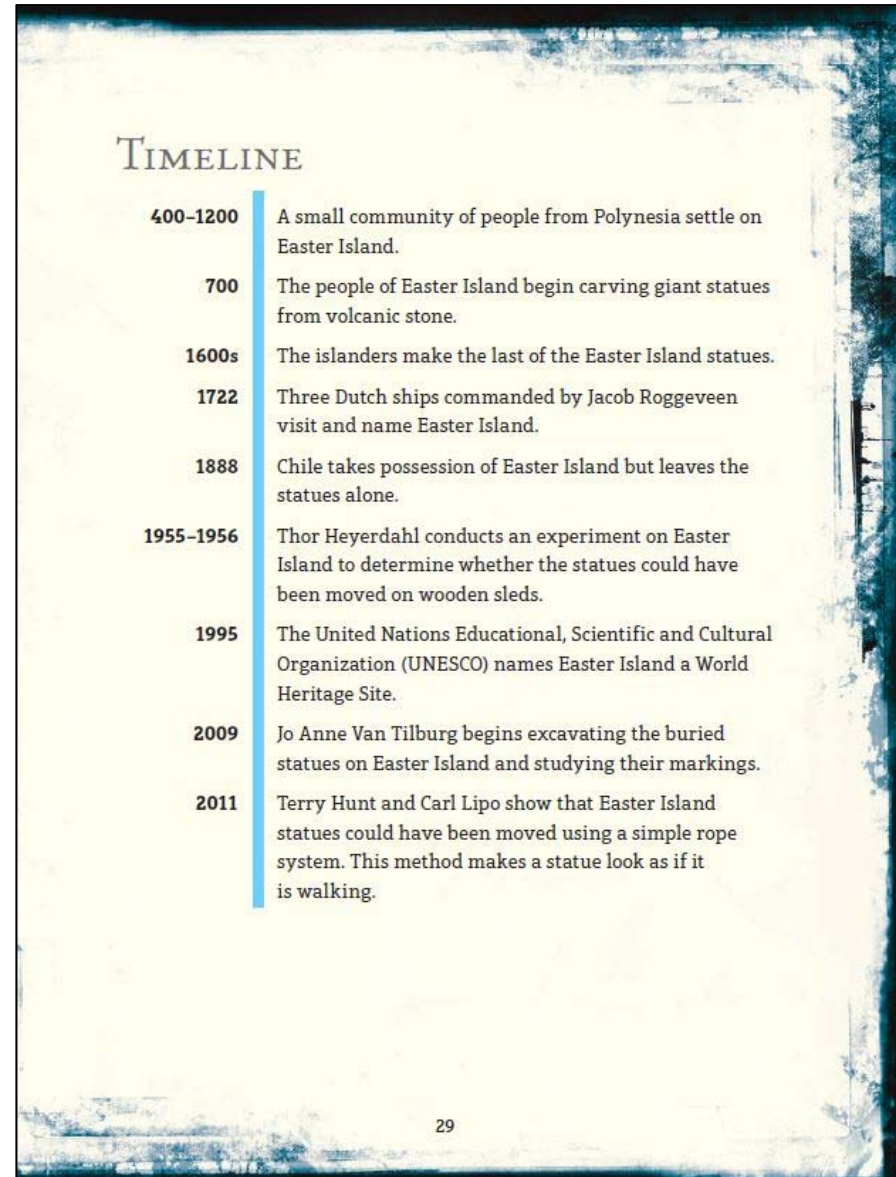 TIMELINE
400–1200 A small community of people from Polynesia settle on
Easter Island.
700 The people of Easter Island begin carving giant statues
from volcanic stone.
1600s The islanders make the last of the Easter Island statues.
1722 Three Dutch ships commanded by Jacob Roggeveen
visit and name Easter Island.
1888 Chile takes possession of Easter Island but leaves the
statues alone.
1955–1956 Thor Heyerdahl conducts an experiment on Easter
Island to determine whether the statues could have
been moved on wooden sleds.
1995 The United Nations Educational, Scientific and Cultural
Organization (UNESCO) names Easter Island a World
Heritage Site.
2009 Jo Anne Van Tilburg begins excavating the buried
statues on Easter Island and studying their markings.
2011 Terry Hunt and Carl Lipo show that Easter Island
statues could have been moved using a simple rope
system. This method makes a statue look as if it
is walking.
29